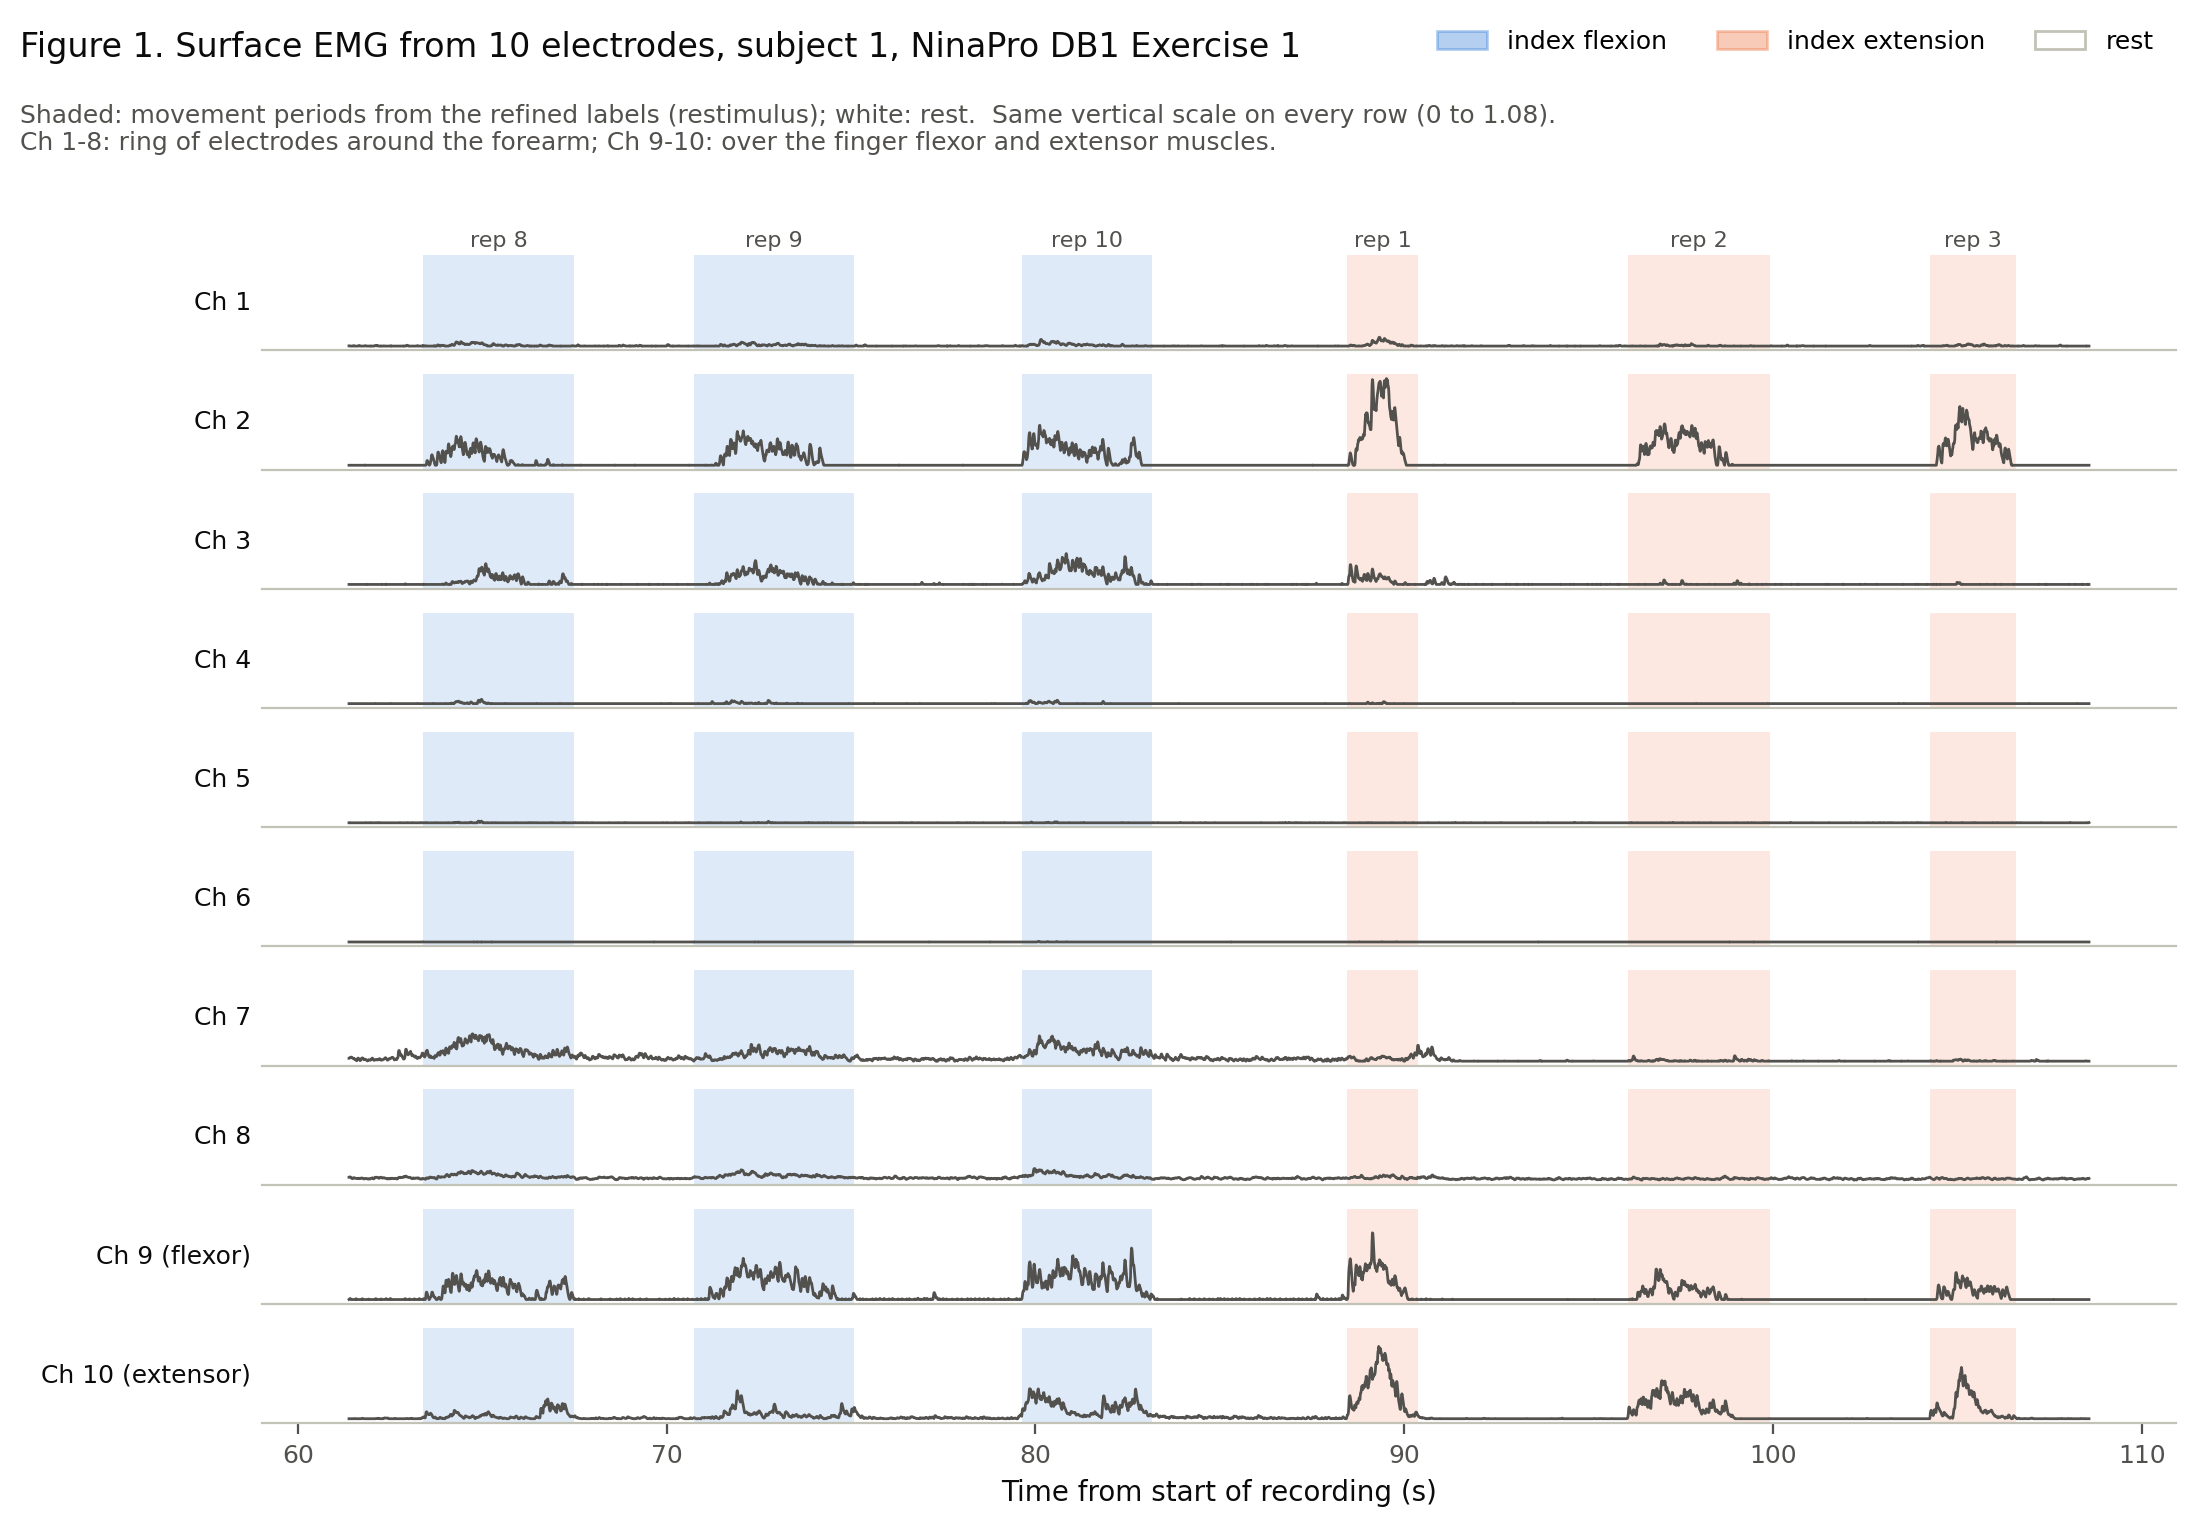 Figure 1. Surface EMG from 10 electrodes, subject 1, NinaPro DB1 Exercise 1
index flexion
index extension
rest
Shaded: movement periods from the refined labels (restimulus); white: rest.  Same vertical scale on every row (0 to 1.08).
Ch 1-8: ring of electrodes around the forearm; Ch 9-10: over the finger flexor and extensor muscles.
rep 8
rep 9
rep 10
rep 1
rep 2
rep 3
Ch 1
Ch 2
Ch 3
Ch 4
Ch 5
Ch 6
Ch 7
Ch 8
Ch 9 (flexor)
Ch 10 (extensor)
60
70
80
90
100
110
Time from start of recording (s)